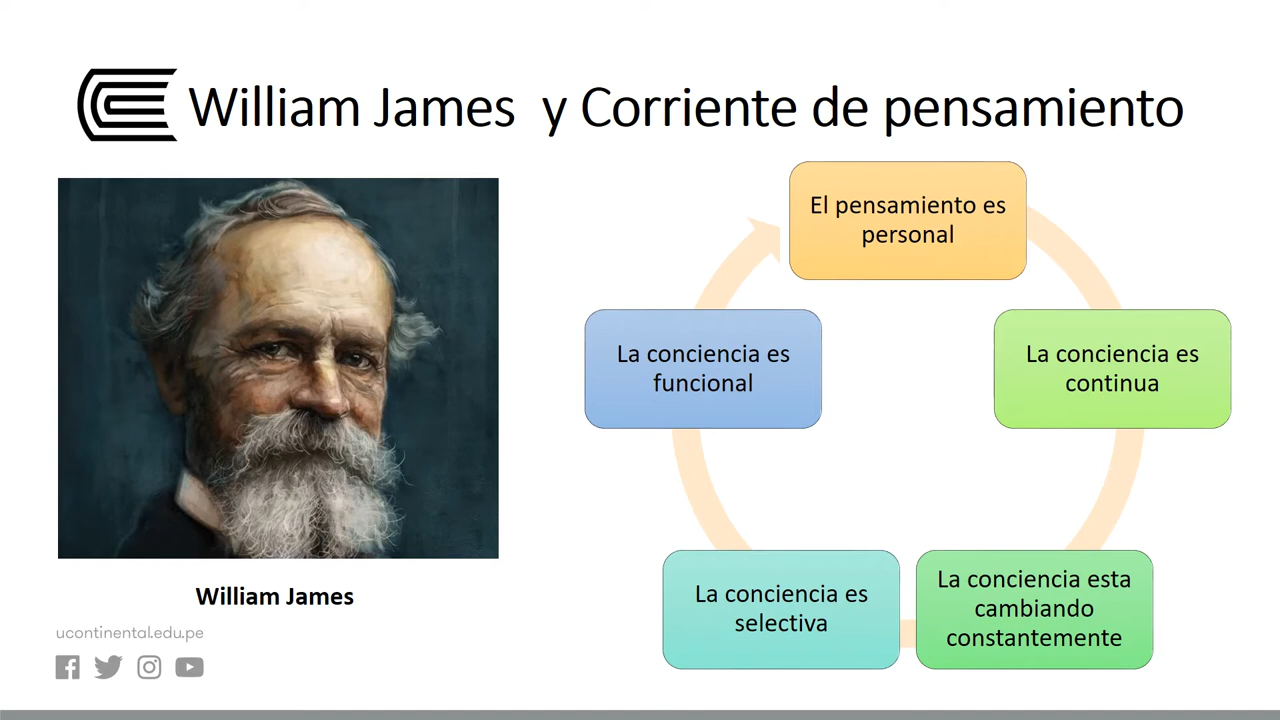 William James  y Corriente de pensamiento
El pensamiento es
personal
La conciencia es
continua
La conciencia esta
cambiando
constantemente
La conciencia es
selectiva
La conciencia es
funcional
William James
ucontinental.edu.pe